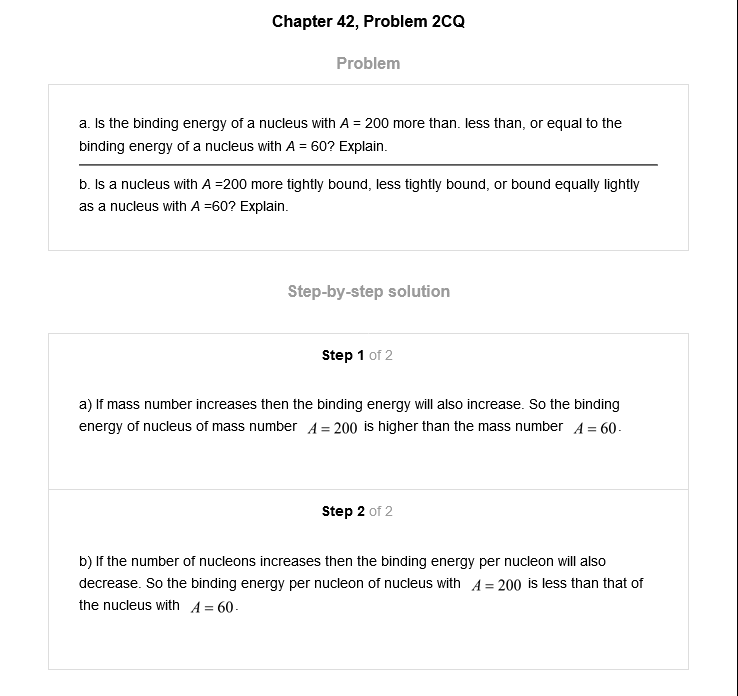 Chapter 42, Problem 2CQ
Problem
a. Is the binding energy of a nucleus with A = 200 more than. less than, or equal to the
binding energy of a nucleus with A = 60? Explain.
b. Is a nucleus with A =200 more tightly bound, less tightly bound, or bound equally lightly
as a nucleus with A =60? Explain.
Step-by-step solution
Step 1 of 2
a) If mass number increases then the binding energy will also increase. So the binding
energy of nucleus of mass number A = 200 is higher than the mass number A = 60.
Step 2 of 2
b) If the number of nucleons increases then the binding energy per nucleon will also
decrease. So the binding energy per nucleon of nucleus with A = 200 is less than that of
the nucleus with A = 60.